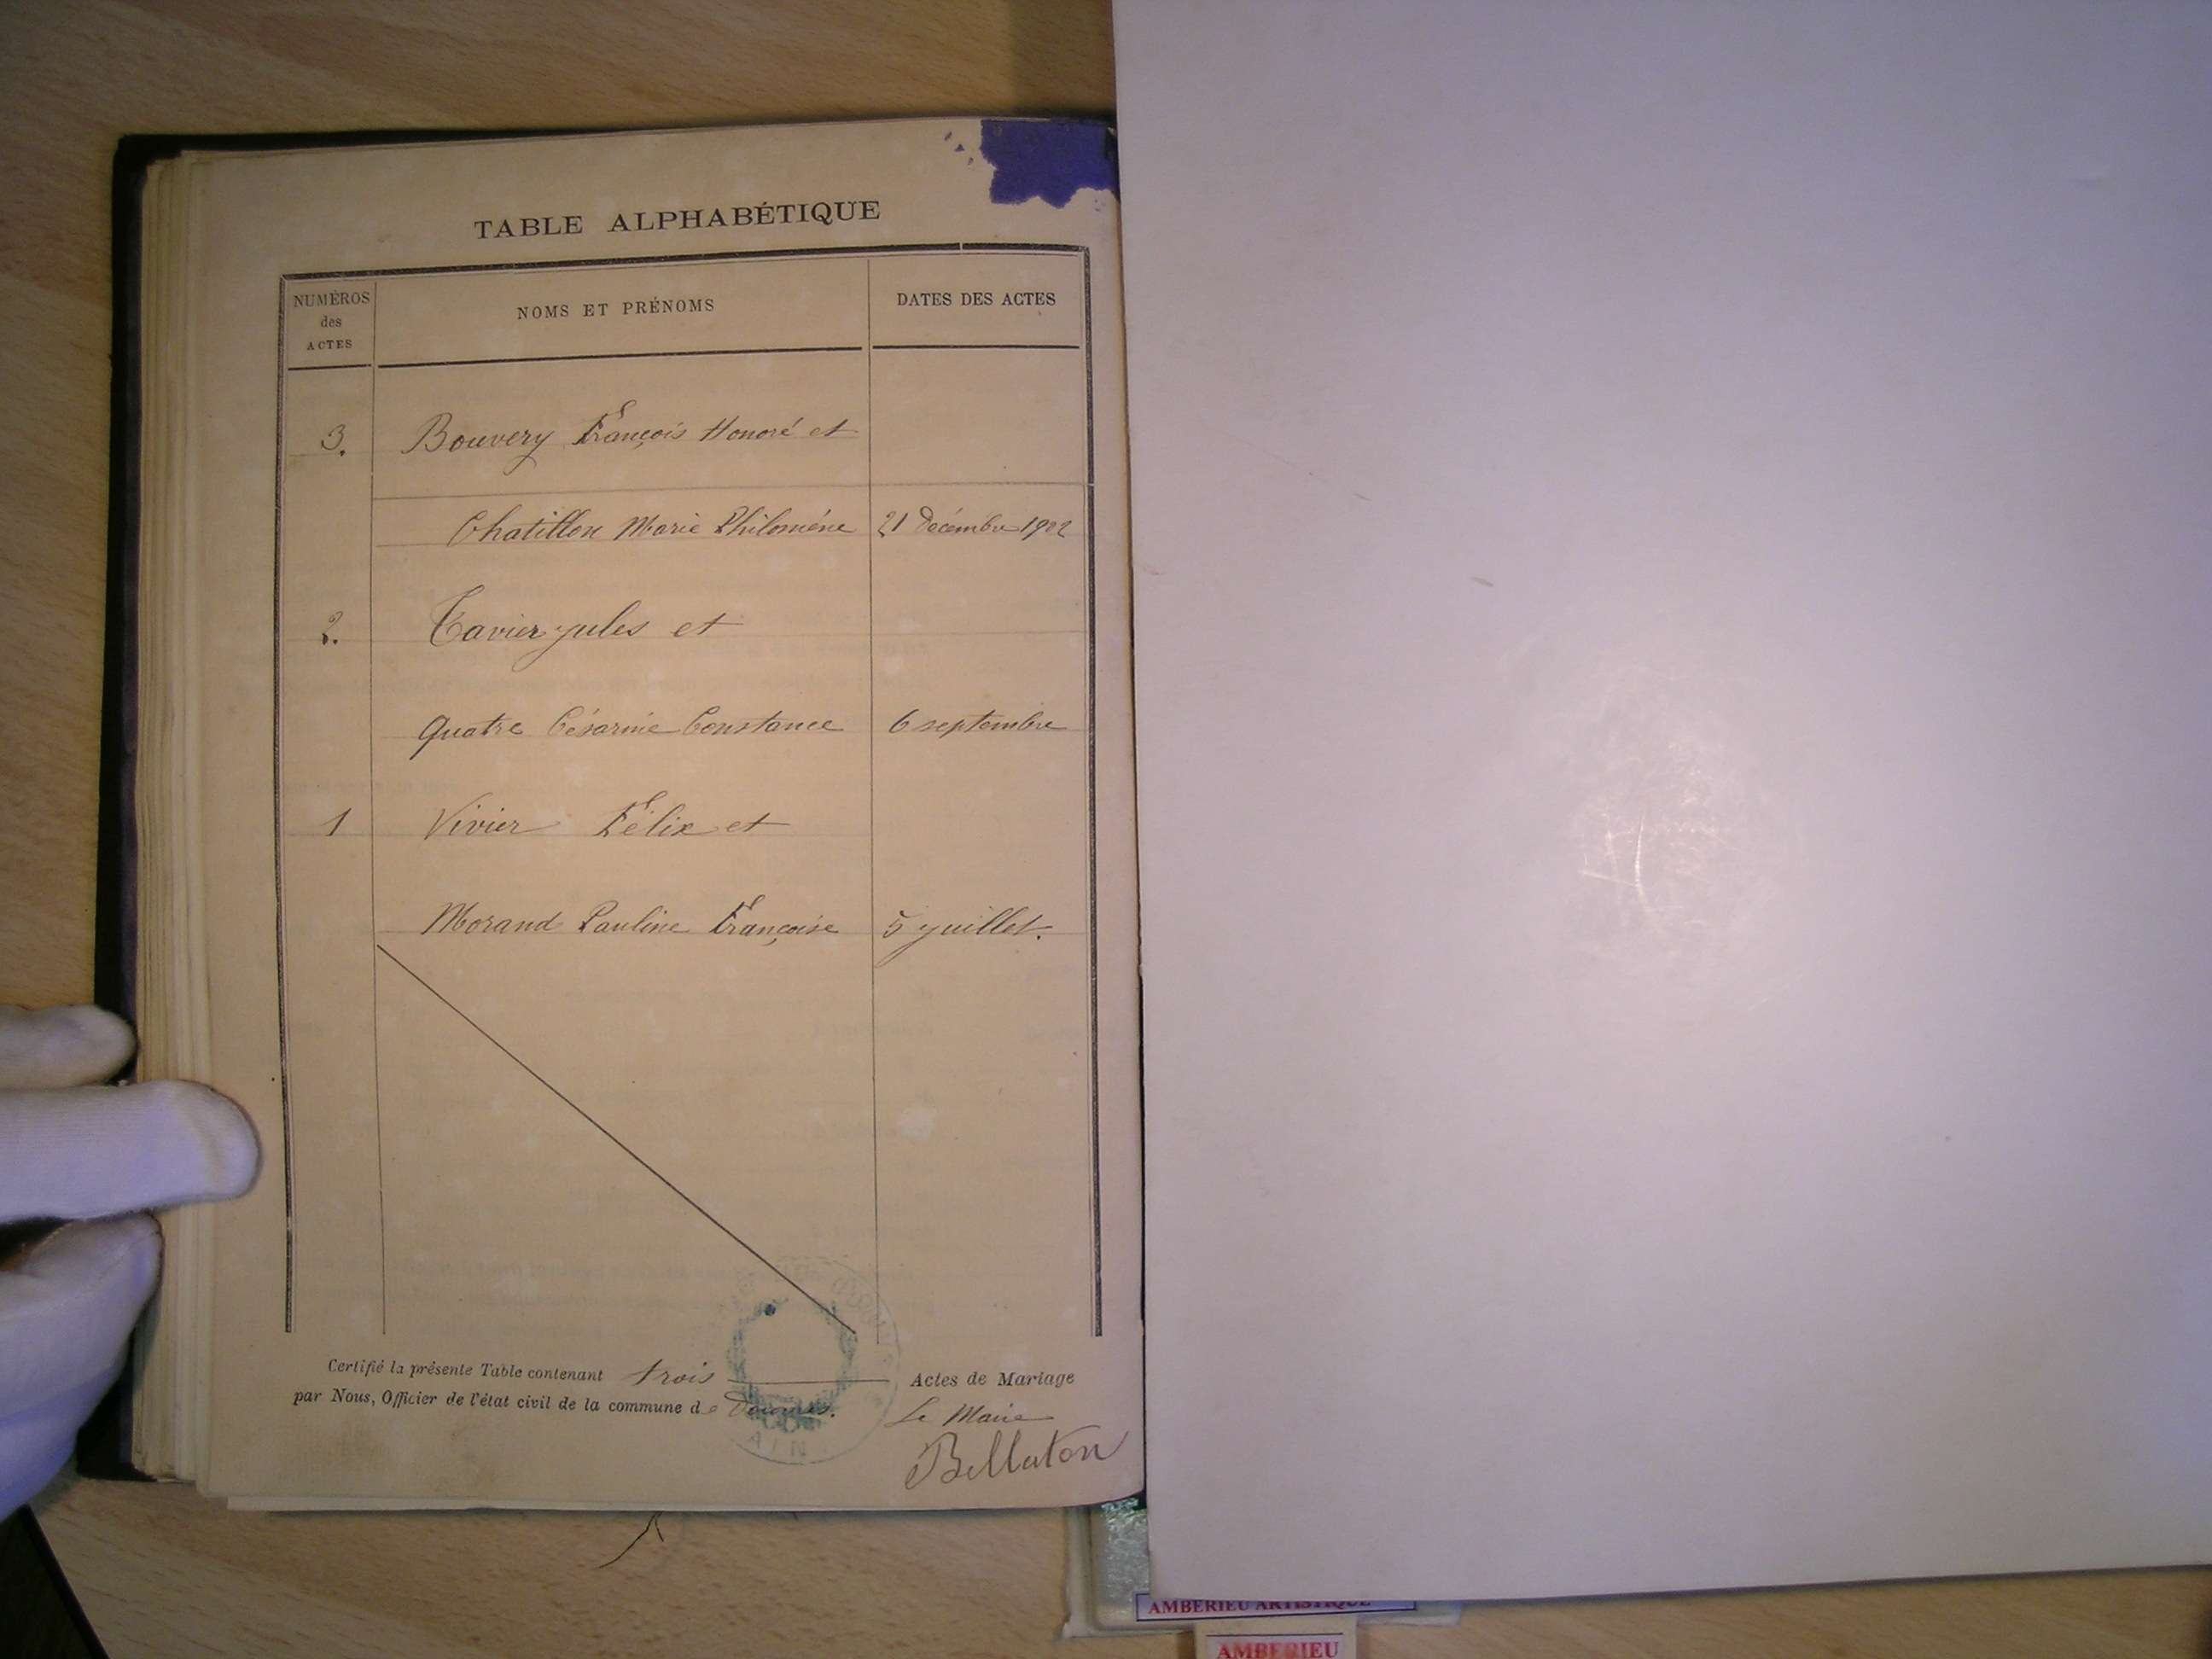 TABLE ALPHABÉTIQUE
NUMÉROS
des
ACTES
NOMS ET PRÉNOMS
DATES DES ACTES
3. Bouvery François Honoré et
Chatillon Marie Philomène 21 Décembre 1902
2. Tavier Jules et
Quatre Césarine Constance 6 septembre
1 Vivier Félix et
Morand Pauline Françoise 5 juillet.
Certifié la présente Table contenant trois Actes de Mariage
par Nous, Officier de l'état civil de la commune de
Le Maire
Bellaton
AIN
AMBERIEU ARTISTIQUE
AMBERIEU